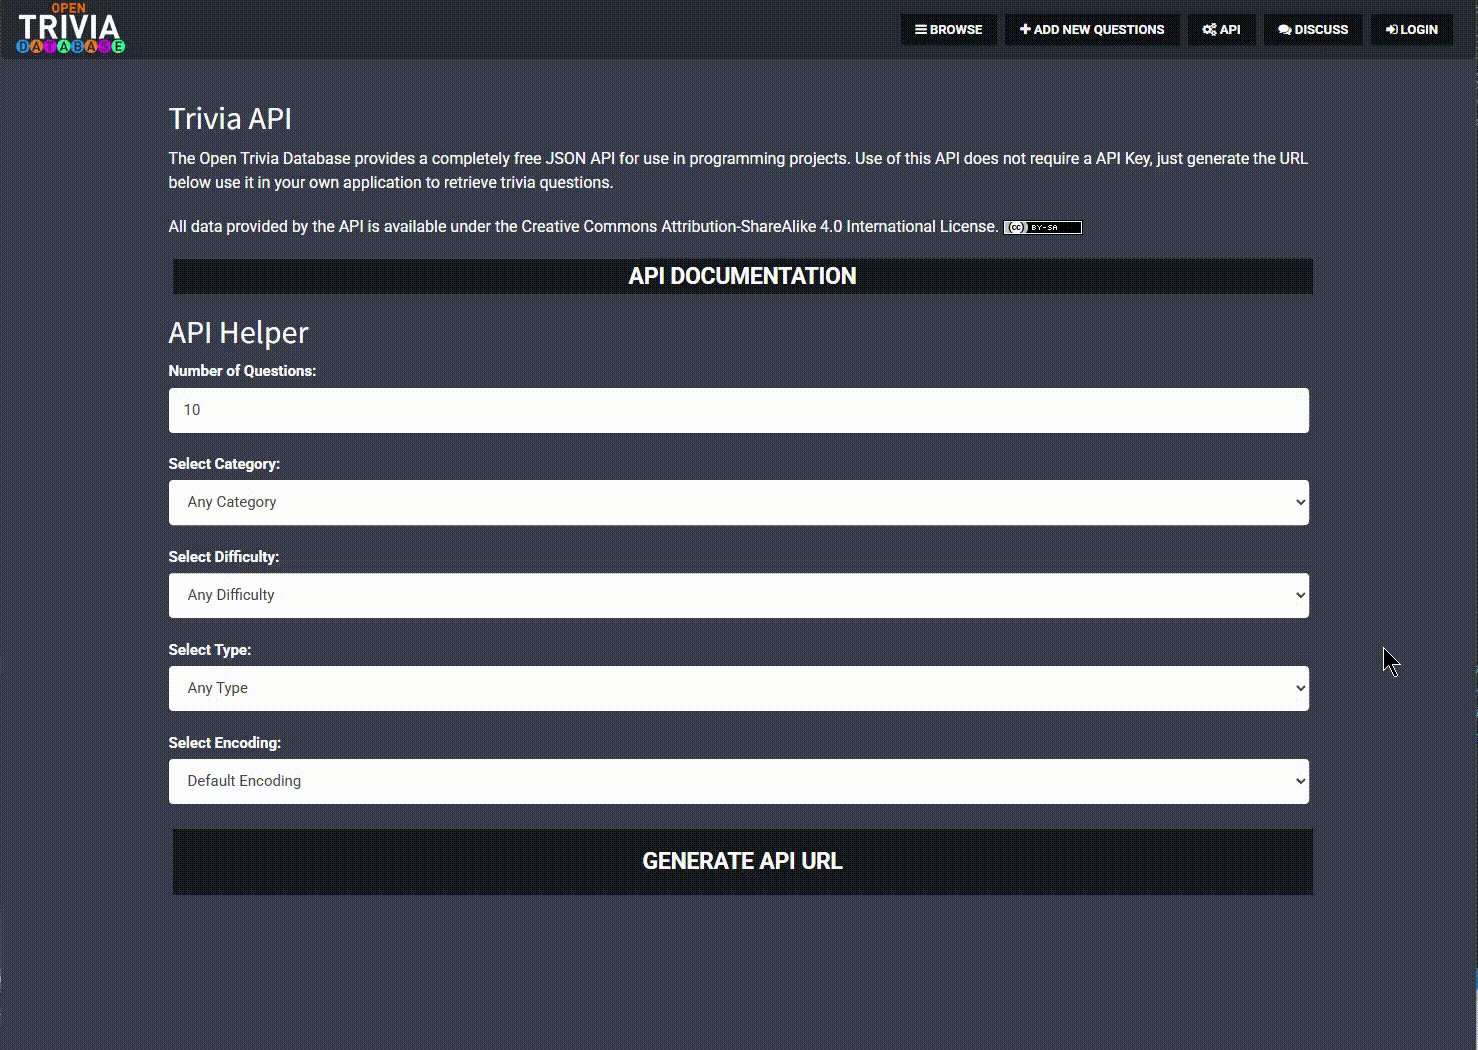 OPEN
TRIVIA
DATABASE
BROWSE
ADD NEW QUESTIONS
API
DISCUSS
LOGIN
Trivia API
The Open Trivia Database provides a completely free JSON API for use in programming projects. Use of this API does not require a API Key, just generate the URL
below use it in your own application to retrieve trivia questions.
All data provided by the API is available under the Creative Commons Attribution-ShareAlike 4.0 International License.
cc BY-SA
API DOCUMENTATION
API Helper
Number of Questions:
10
Select Category:
Any Category
Select Difficulty:
Any Difficulty
Select Type:
Any Type
Select Encoding:
Default Encoding
GENERATE API URL